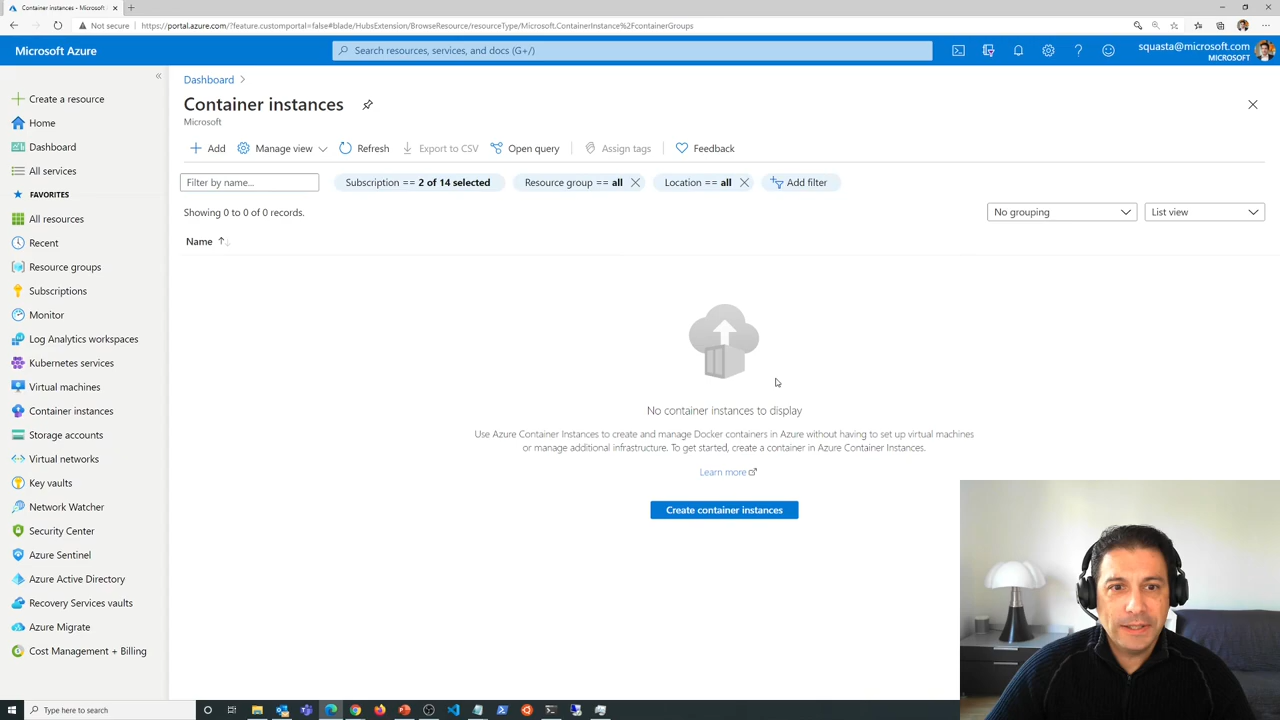 Container instances - Microsoft
Not secure
https://portal.azure.com/?feature.customportal=false#blade/HubsExtension/BrowseResource/resourceType/Microsoft.ContainerInstance%2FcontainerGroups
Microsoft Azure
Search resources, services, and docs (G+/)
squasta@microsoft.com
MICROSOFT
Create a resource
Home
Dashboard
All services
FAVORITES
All resources
Recent
Resource groups
Subscriptions
Monitor
Log Analytics workspaces
Kubernetes services
Virtual machines
Container instances
Storage accounts
Virtual networks
Key vaults
Network Watcher
Security Center
Azure Sentinel
Azure Active Directory
Recovery Services vaults
Azure Migrate
Cost Management + Billing
Dashboard
Container instances
Microsoft
Add
Manage view
Refresh
Export to CSV
Open query
Assign tags
Feedback
Filter by name...
Subscription == 2 of 14 selected
Resource group == all
Location == all
Add filter
Showing 0 to 0 of 0 records.
No grouping
List view
Name
No container instances to display
Use Azure Container Instances to create and manage Docker containers in Azure without having to set up virtual machines
or manage additional infrastructure. To get started, create a container in Azure Container Instances.
Learn more
Create container instances
Type here to search